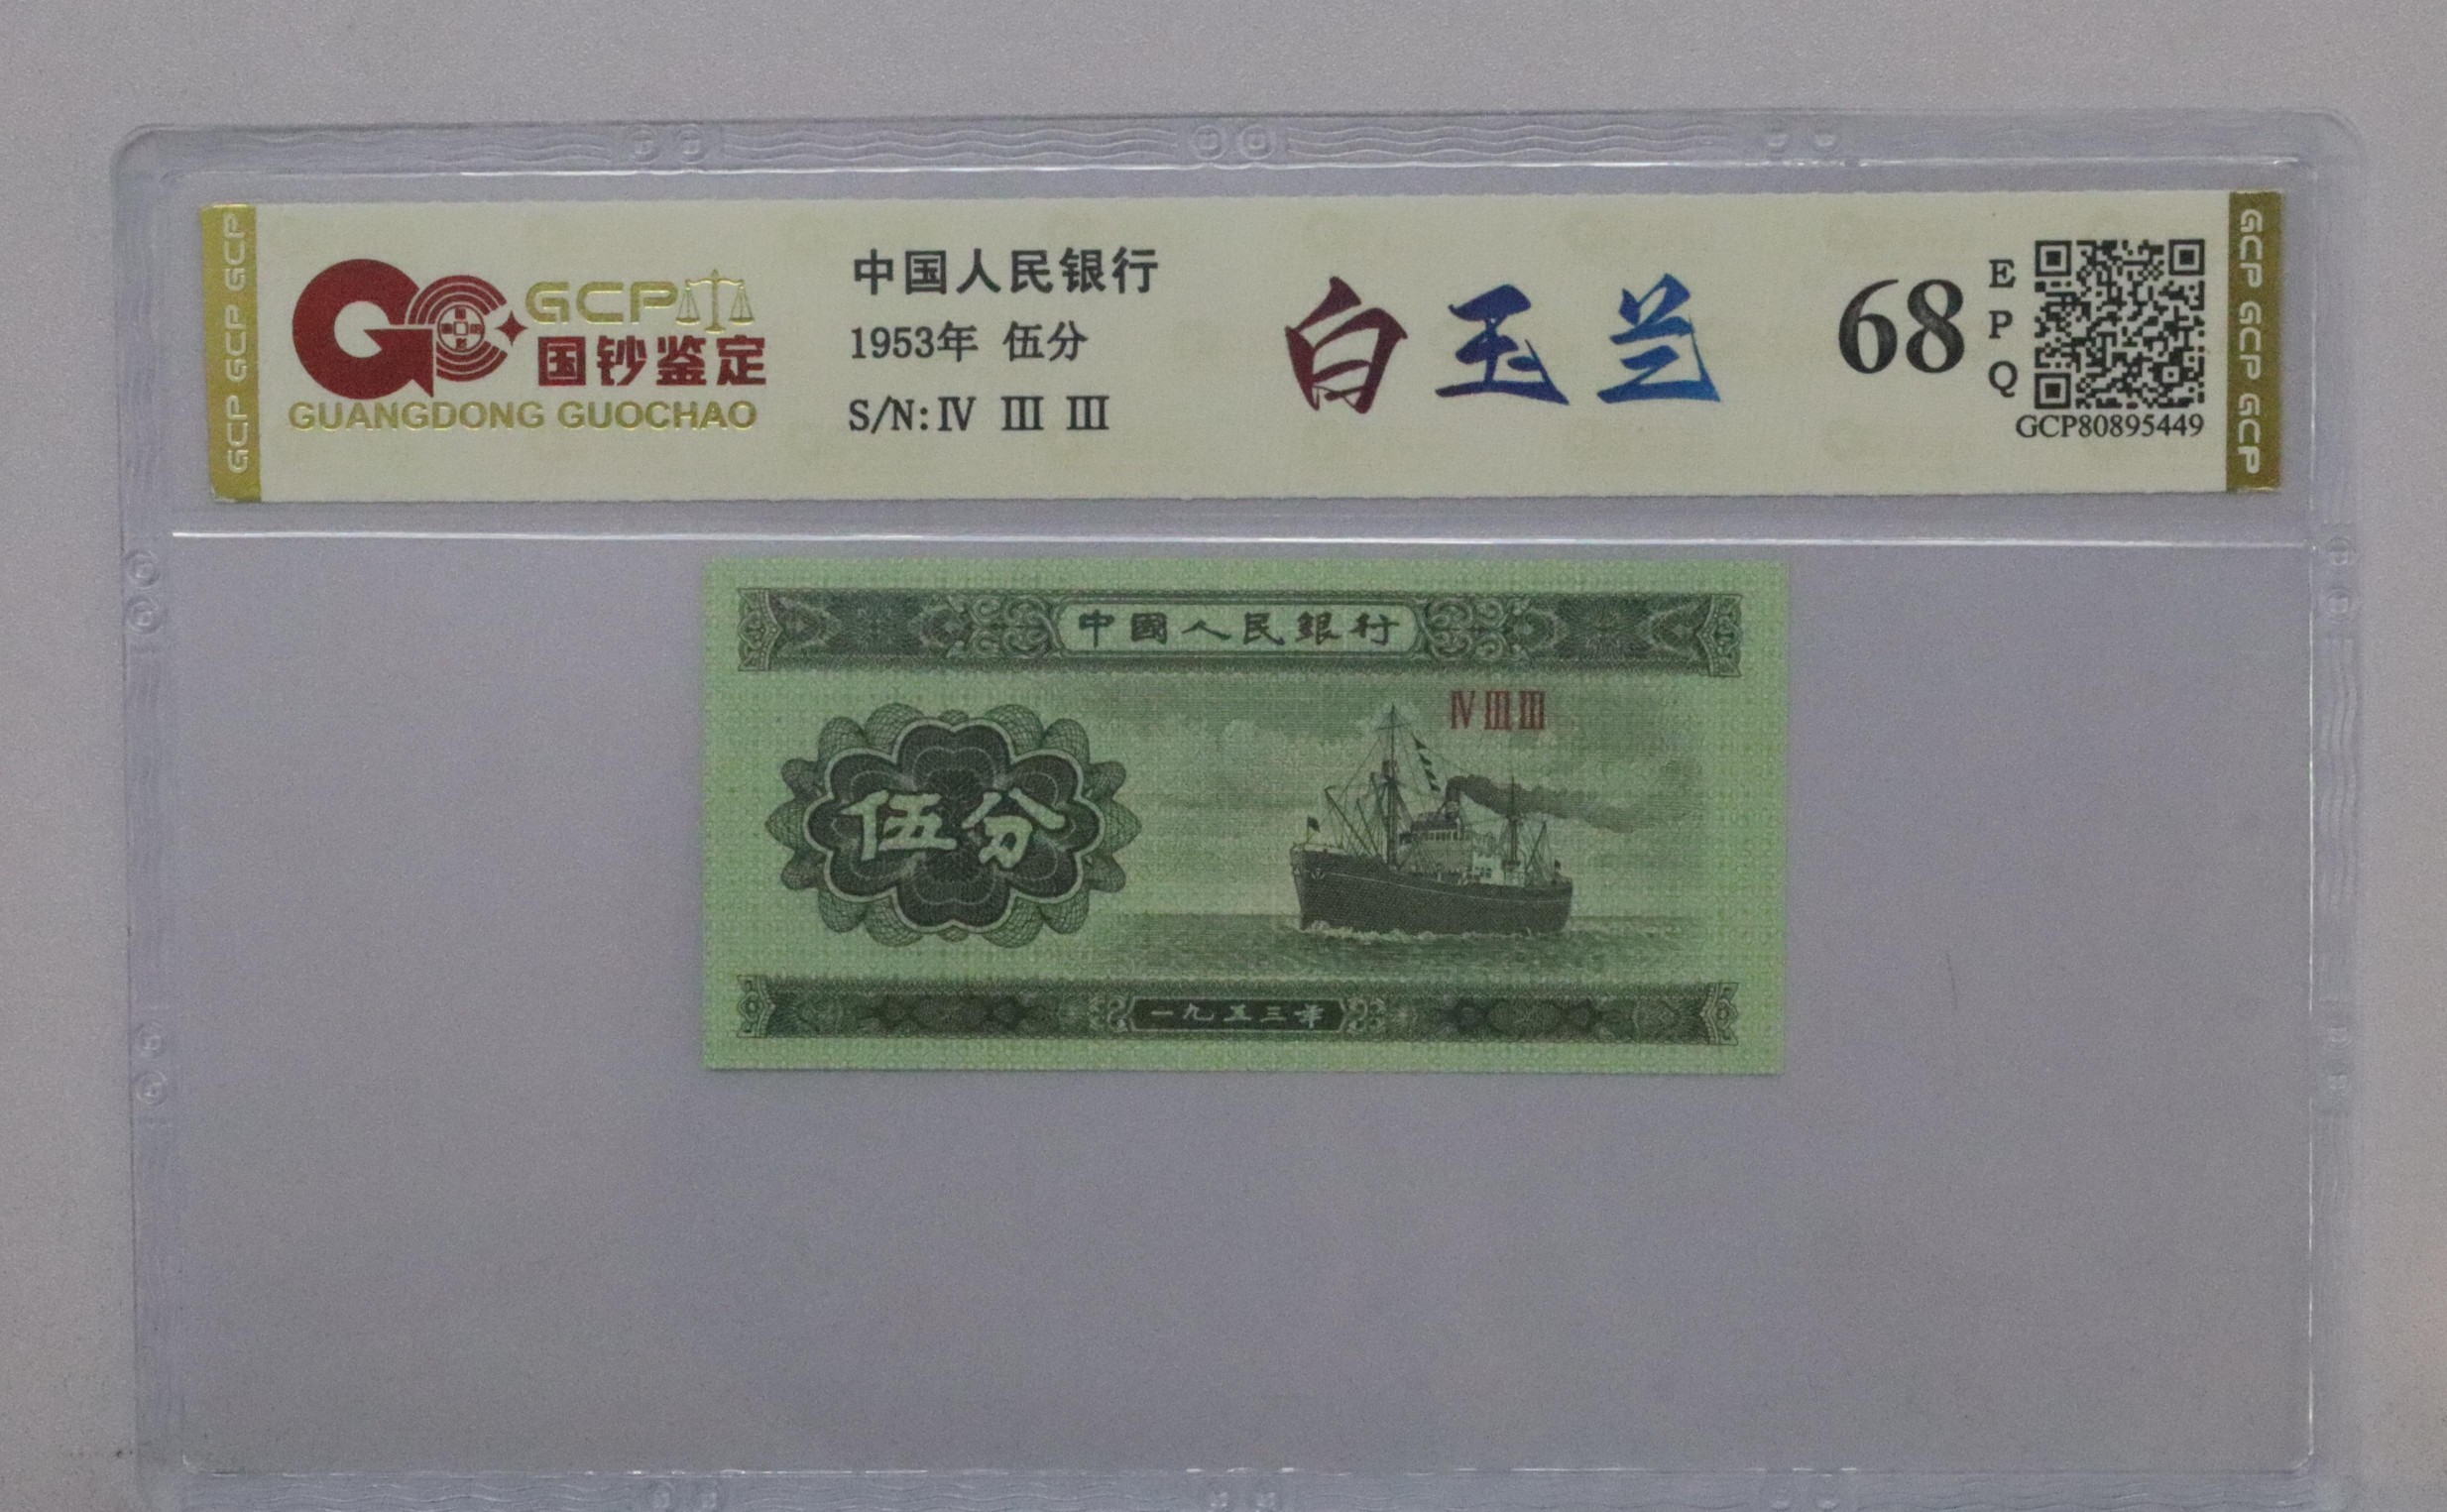 GCP GCP GCP
GCP
国钞鉴定
GUANGDONG GUOCHAO
中国人民银行
1953年 伍分
S/N: Ⅳ Ⅲ Ⅲ
白玉兰
68
EPQ
GCP80895449
GCP GCP GCP
中國人民銀行
Ⅳ Ⅲ Ⅲ
伍分
一九五三年